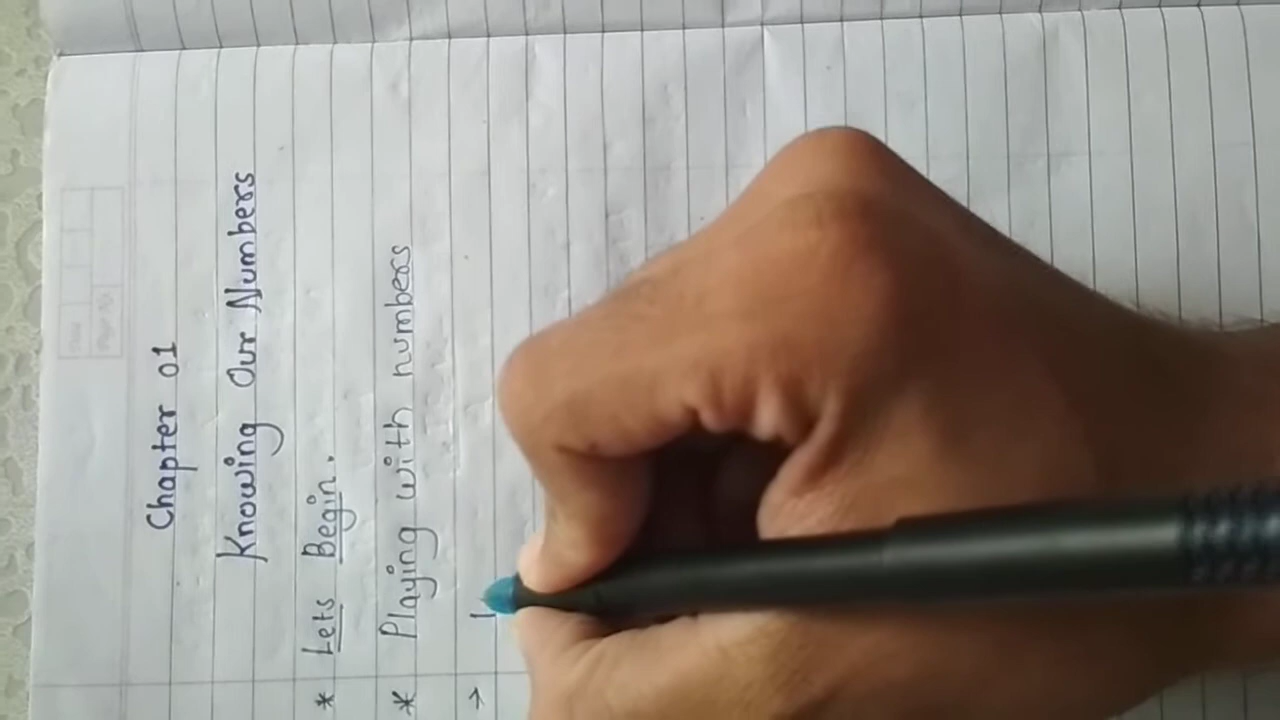 Chapter 01
Knowing Our Numbers
* Lets Begin.
* Playing with numbers
→